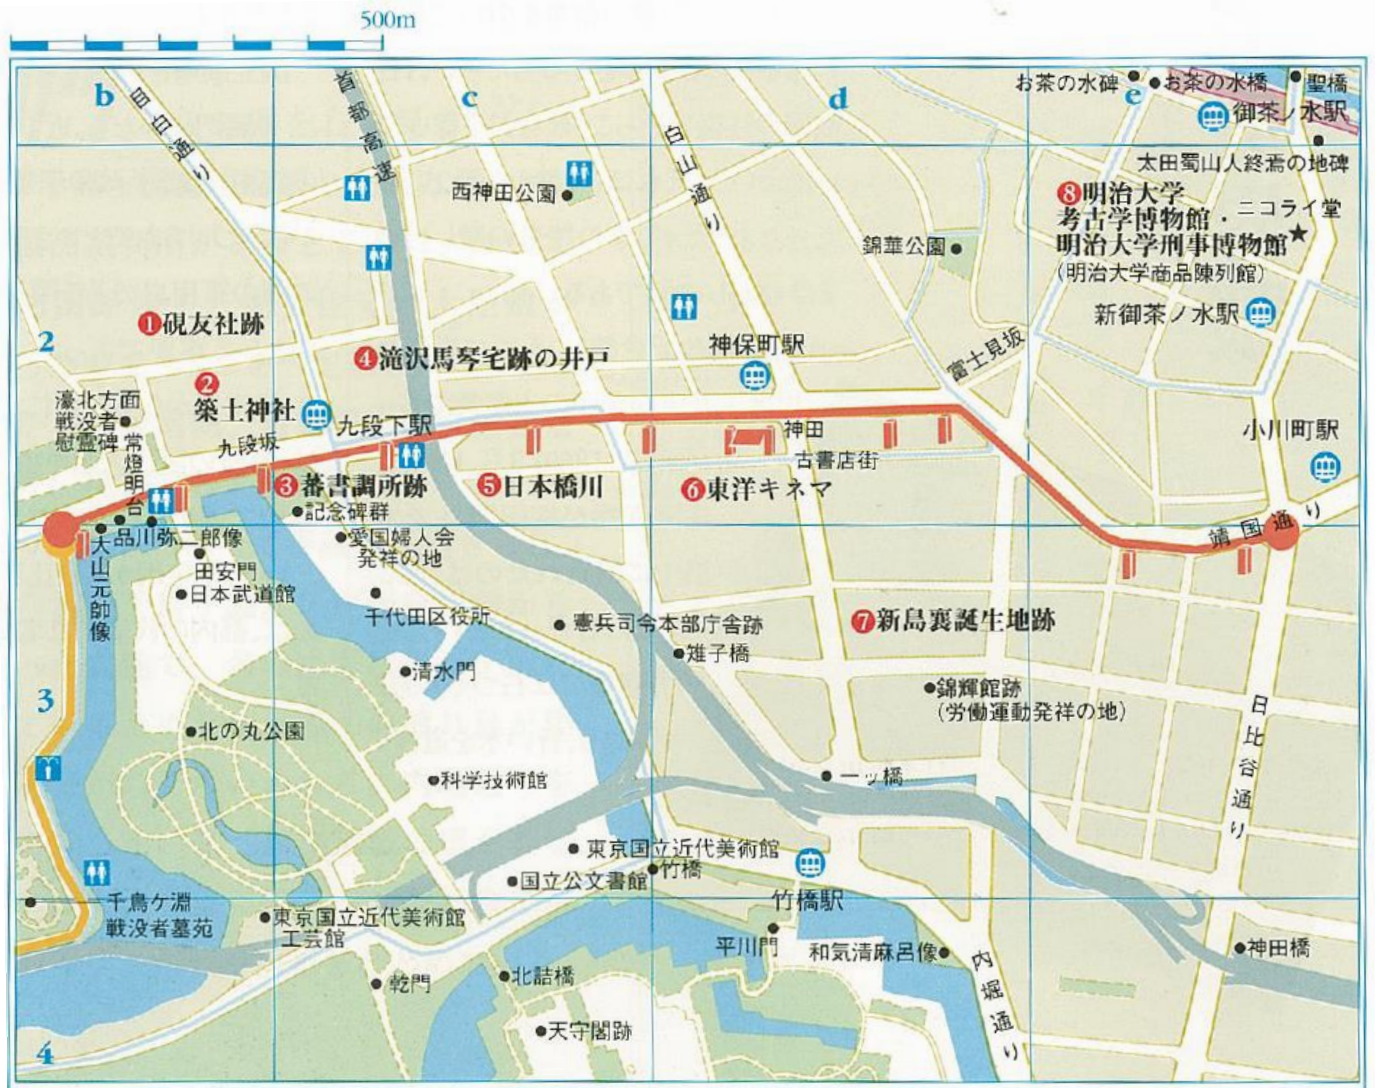 500m
b
c
d
e
2
3
4
目白通り
首都高速
白山通り
お茶の水碑
お茶の水橋
聖橋
御茶ノ水駅
太田蜀山人終焉の地碑
西神田公園
錦華公園
❽明治大学
考古学博物館・
明治大学刑事博物館
(明治大学商品陳列館)
ニコライ堂
新御茶ノ水駅
❶硯友社跡
❹滝沢馬琴宅跡の井戸
神保町駅
富士見坂
❷
築土神社
濠北方面
戦没者
慰霊碑
常燈明台
九段坂
九段下駅
神田
古書店街
小川町駅
❸蕃書調所跡
❺日本橋川
❻東洋キネマ
記念碑群
品川弥二郎像
大山元帥像
愛国婦人会
発祥の地
靖国通り
田安門
日本武道館
千代田区役所
憲兵司令本部庁舎跡
❼新島襄誕生地跡
雉子橋
清水門
錦輝館跡
(労働運動発祥の地)
北の丸公園
日比谷通り
科学技術館
一ッ橋
東京国立近代美術館
国立公文書館
竹橋
竹橋駅
千鳥ケ淵
戦没者墓苑
東京国立近代美術館
工芸館
平川門
和気清麻呂像
神田橋
内堀通り
乾門
北詰橋
天守閣跡